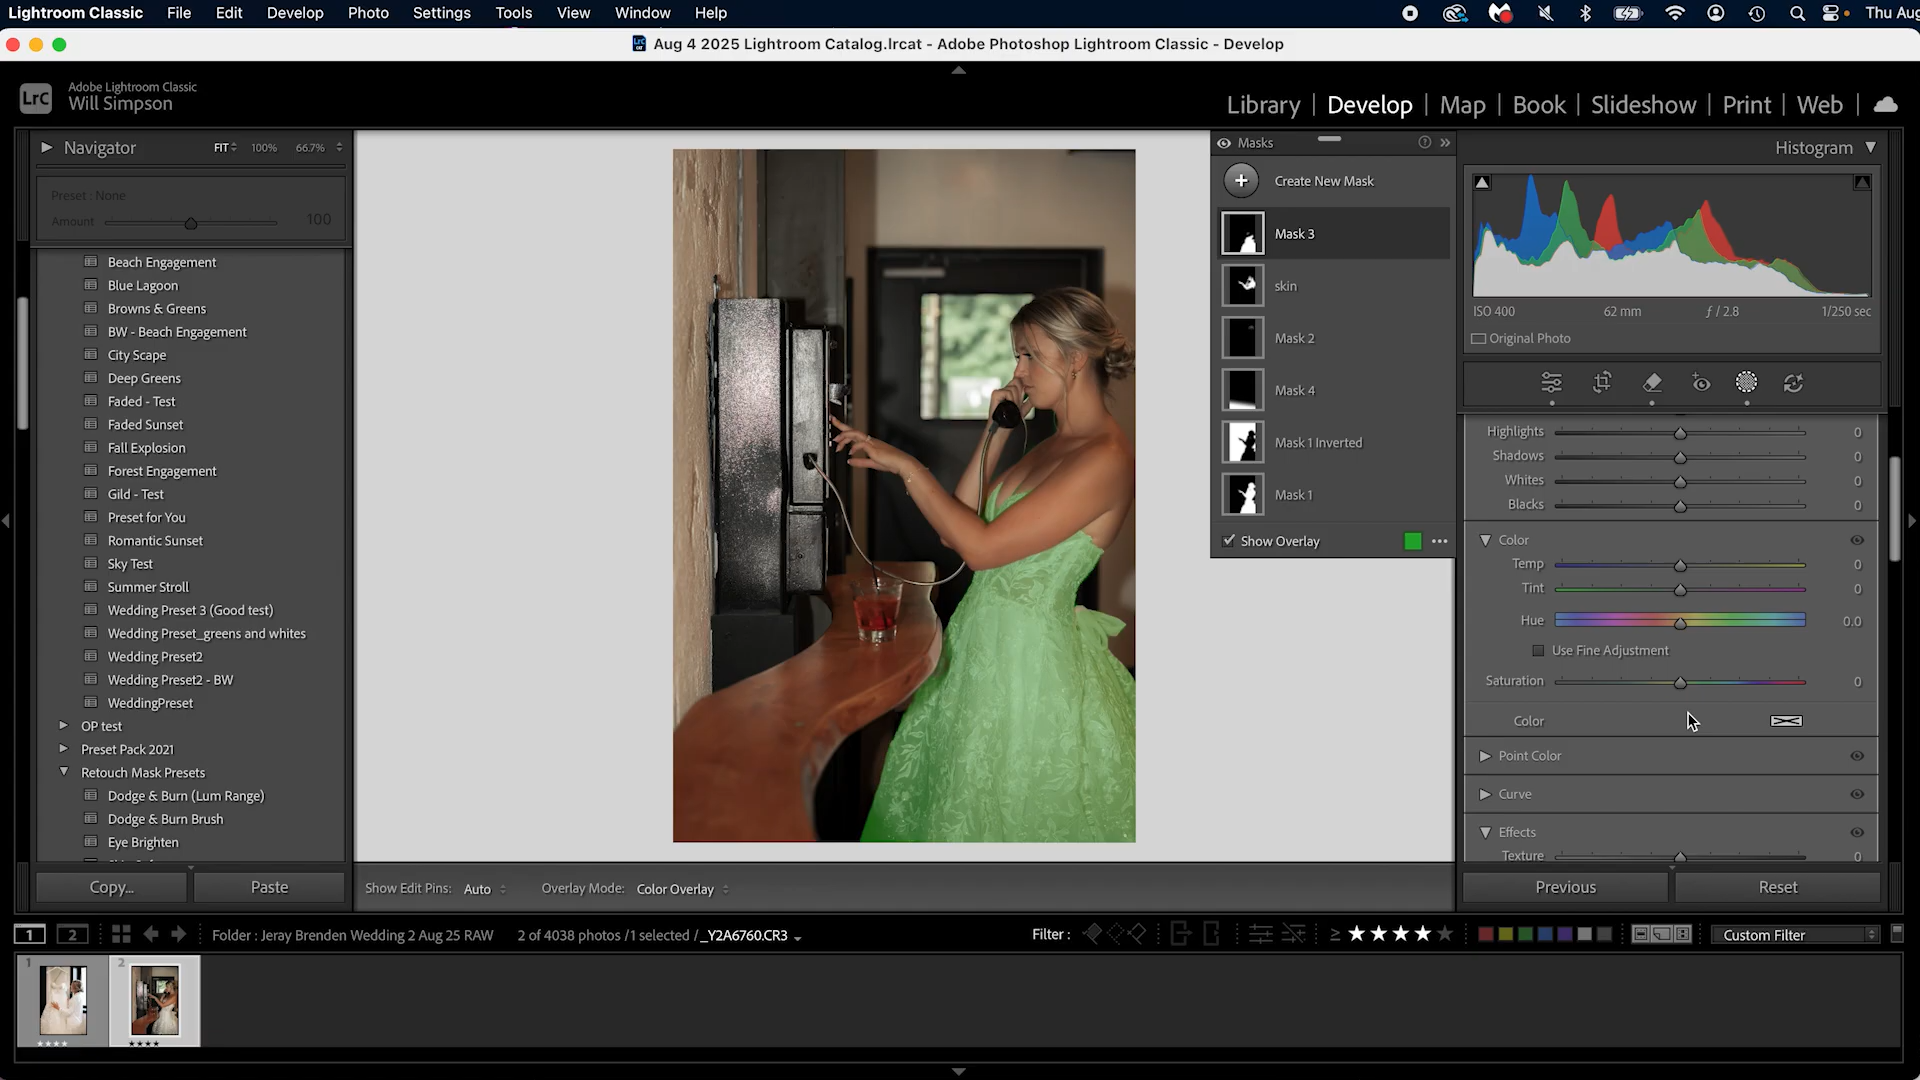 Lightroom Classic File Edit Develop Photo Settings Tools View Window Help Thu Aug
Aug 4 2025 Lightroom Catalog.lrcat - Adobe Photoshop Lightroom Classic - Develop
LrC
Adobe Lightroom Classic
Will Simpson
Library | Develop | Map | Book | Slideshow | Print | Web
Navigator FIT 100% 66.7%
Preset : None
Amount 100
Beach Engagement
Blue Lagoon
Browns & Greens
BW - Beach Engagement
City Scape
Deep Greens
Faded - Test
Faded Sunset
Fall Explosion
Forest Engagement
Gild - Test
Preset for You
Romantic Sunset
Sky Test
Summer Stroll
Wedding Preset 3 (Good test)
Wedding Preset_greens and whites
Wedding Preset2
Wedding Preset2 - BW
WeddingPreset
OP test
Preset Pack 2021
Retouch Mask Presets
Dodge & Burn (Lum Range)
Dodge & Burn Brush
Eye Brighten
Copy... Paste
Masks
Create New Mask
Mask 3
skin
Mask 2
Mask 4
Mask 1 Inverted
Mask 1
Show Overlay
Histogram
ISO 400 62 mm ƒ / 2.8 1/250 sec
Original Photo
Highlights 0
Shadows 0
Whites 0
Blacks 0
Color
Temp 0
Tint 0
Hue 0.0
Use Fine Adjustment
Saturation 0
Color
Point Color
Curve
Effects
Texture 0
Previous Reset
Show Edit Pins: Auto Overlay Mode: Color Overlay
1 2 Folder : Jeray Brenden Wedding 2 Aug 25 RAW 2 of 4038 photos /1 selected /_Y2A6760.CR3 Filter : ≥ ★★★★★ Custom Filter
1 2
★★★★ ★★★★